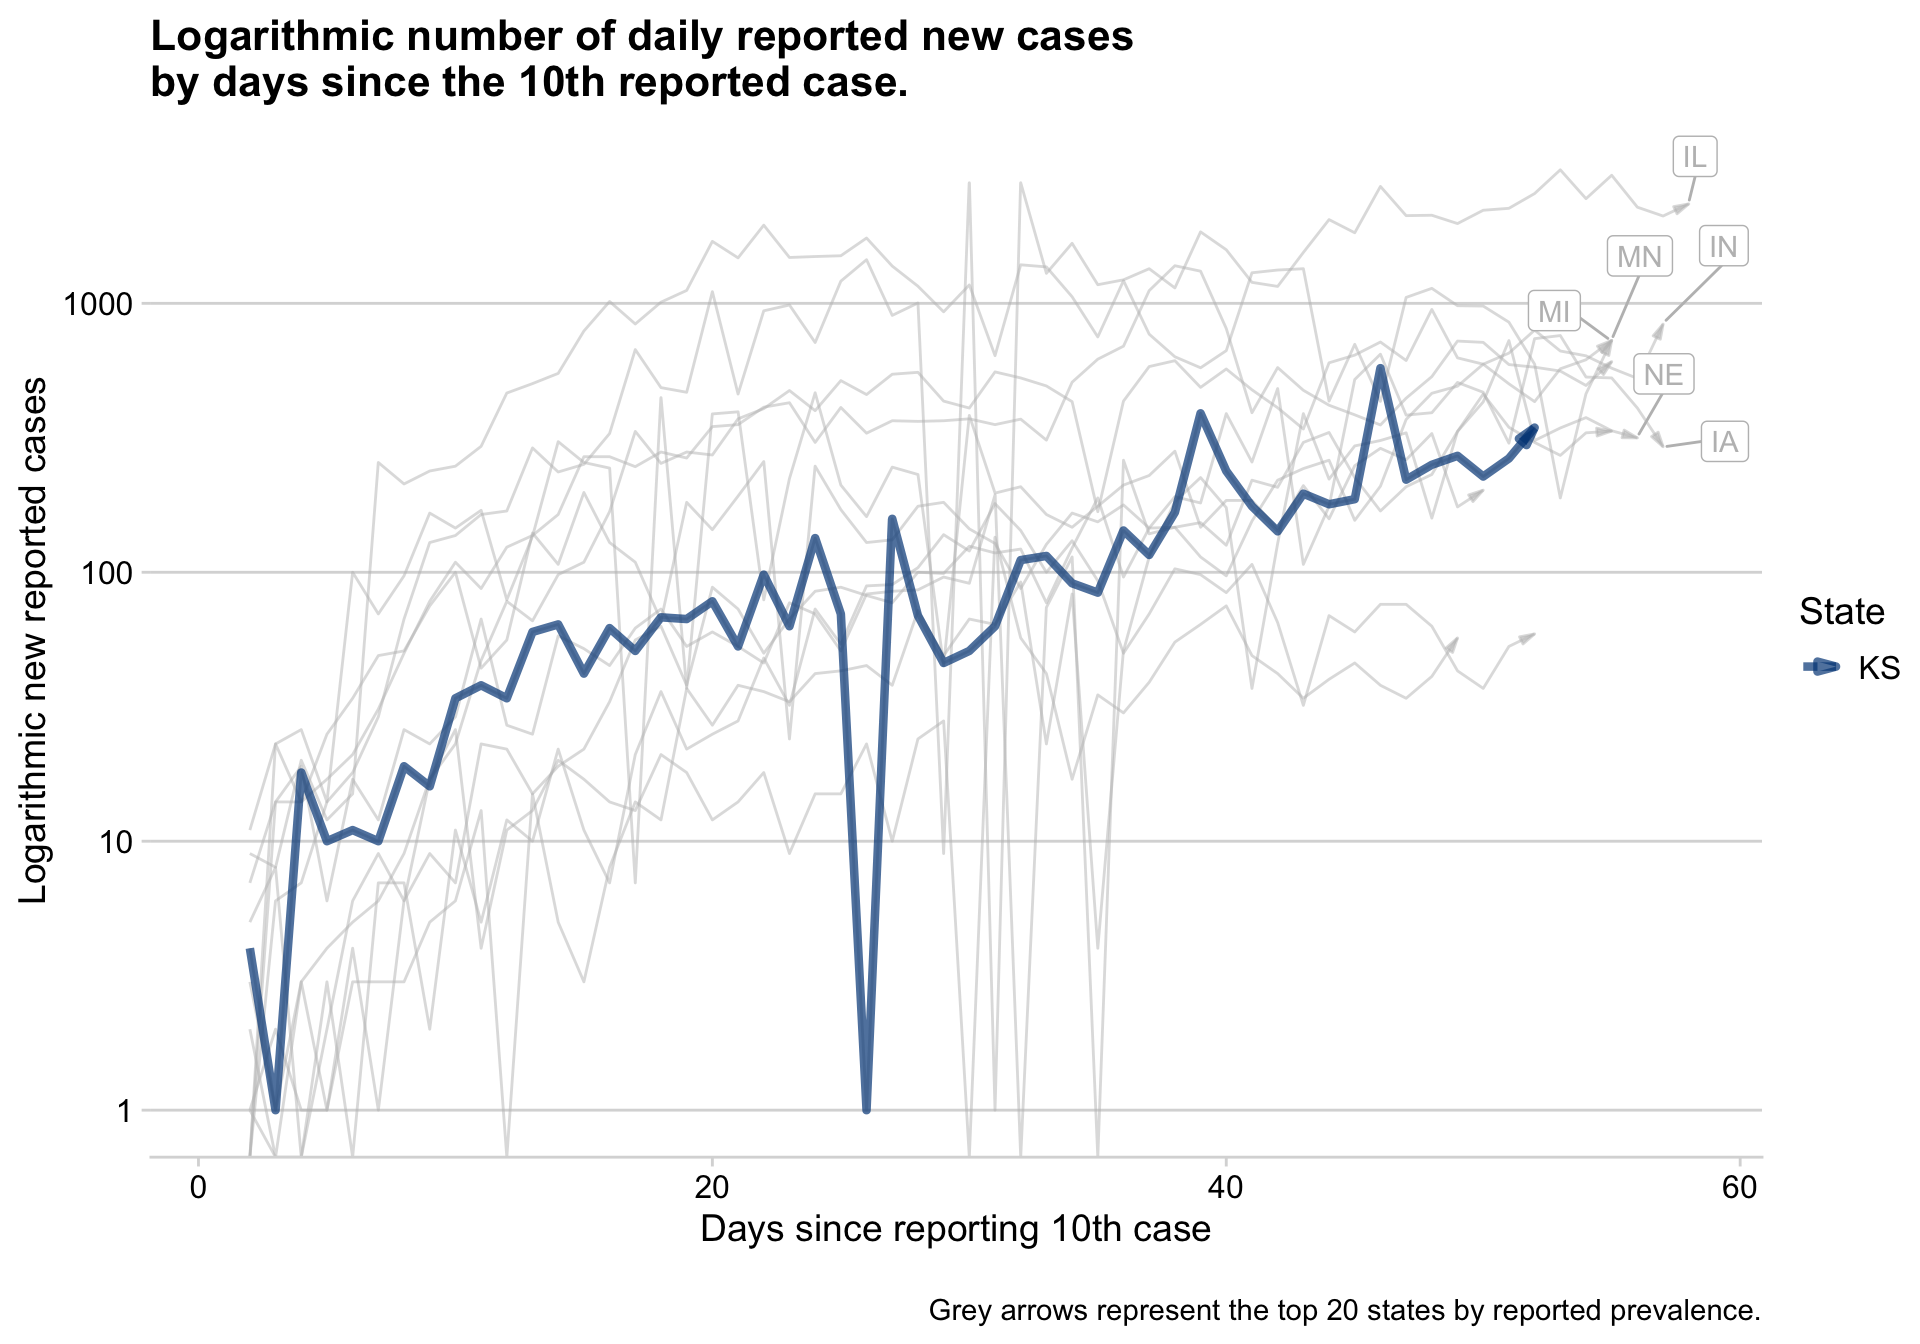 Logarithmic number of daily reported new cases
by days since the 10th reported case.
IL
IN
MN
MI
NE
IA
1000
100
10
1
Logarithmic new reported cases
0
20
40
60
Days since reporting 10th case
State
KS
Grey arrows represent the top 20 states by reported prevalence.